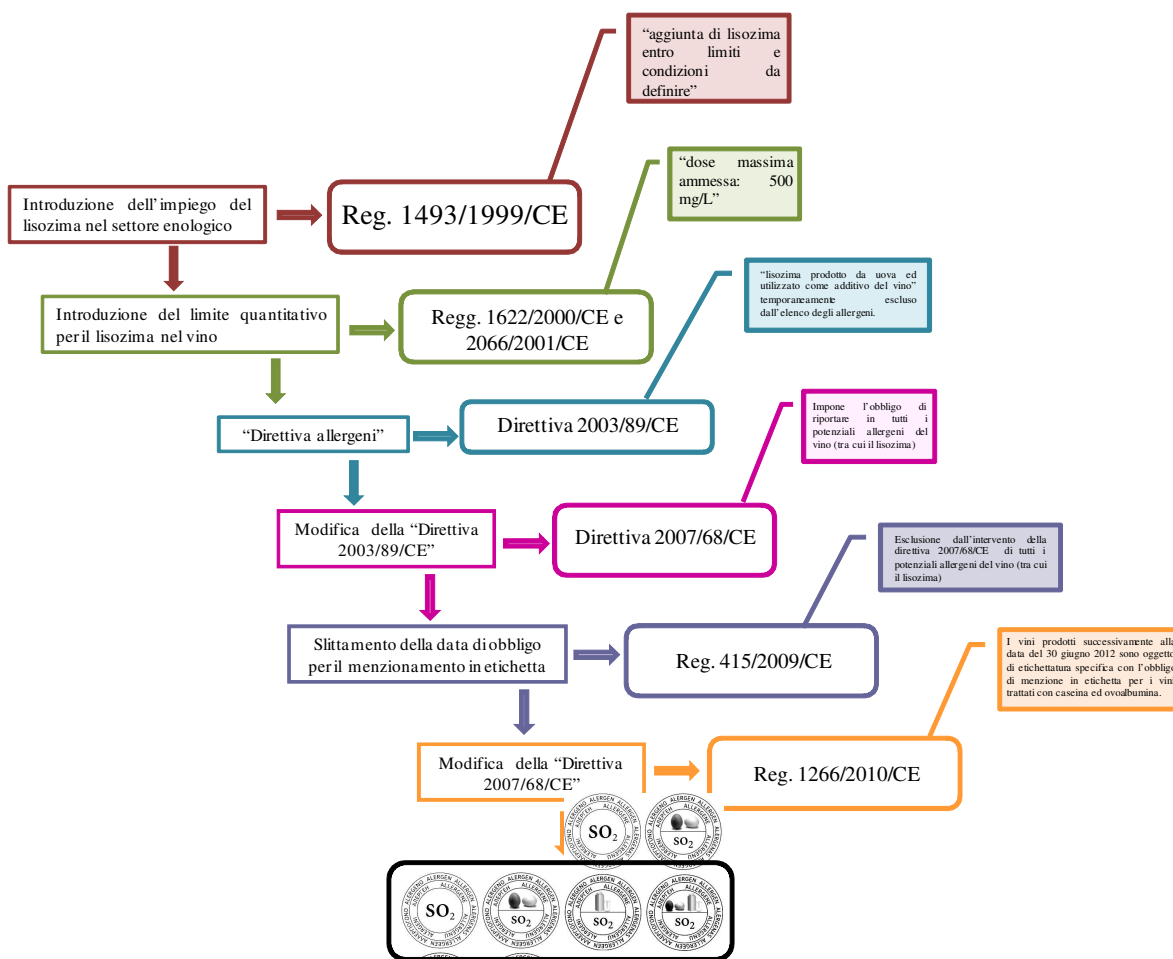 “aggiunta di lisozima
entro limiti e
condizioni da
definire”
Introduzione dell’impiego del
lisozima nel settore enologico
Reg. 1493/1999/CE
“dose massima
ammessa: 500
mg/L”
Introduzione del limite quantitativo
per il lisozima nel vino
Regg. 1622/2000/CE e
2066/2001/CE
“lisozima prodotto da uova ed
utilizzato come additivo del vino”
temporaneamente escluso
dall’elenco degli allergeni.
“Direttiva allergeni”
Direttiva 2003/89/CE
Impone l’obbligo di
riportare in tutti i
potenziali allergeni del
vino (tra cui il lisozima)
Modifica della “Direttiva
2003/89/CE”
Direttiva 2007/68/CE
Esclusione dall’intervento della
direttiva 2007/68/CE di tutti i
potenziali allergeni del vino (tra cui
il lisozima)
Slittamento della data di obbligo
per il menzionamento in etichetta
Reg. 415/2009/CE
I vini prodotti successivamente alla
data del 30 giugno 2012 sono oggetto
di etichettatura specifica con l’obbligo
di menzione in etichetta per i vini
trattati con caseina ed ovoalbumina.
Modifica della “Direttiva
2007/68/CE”
Reg. 1266/2010/CE
SO2
SO2
SO2
SO2
SO2
SO2